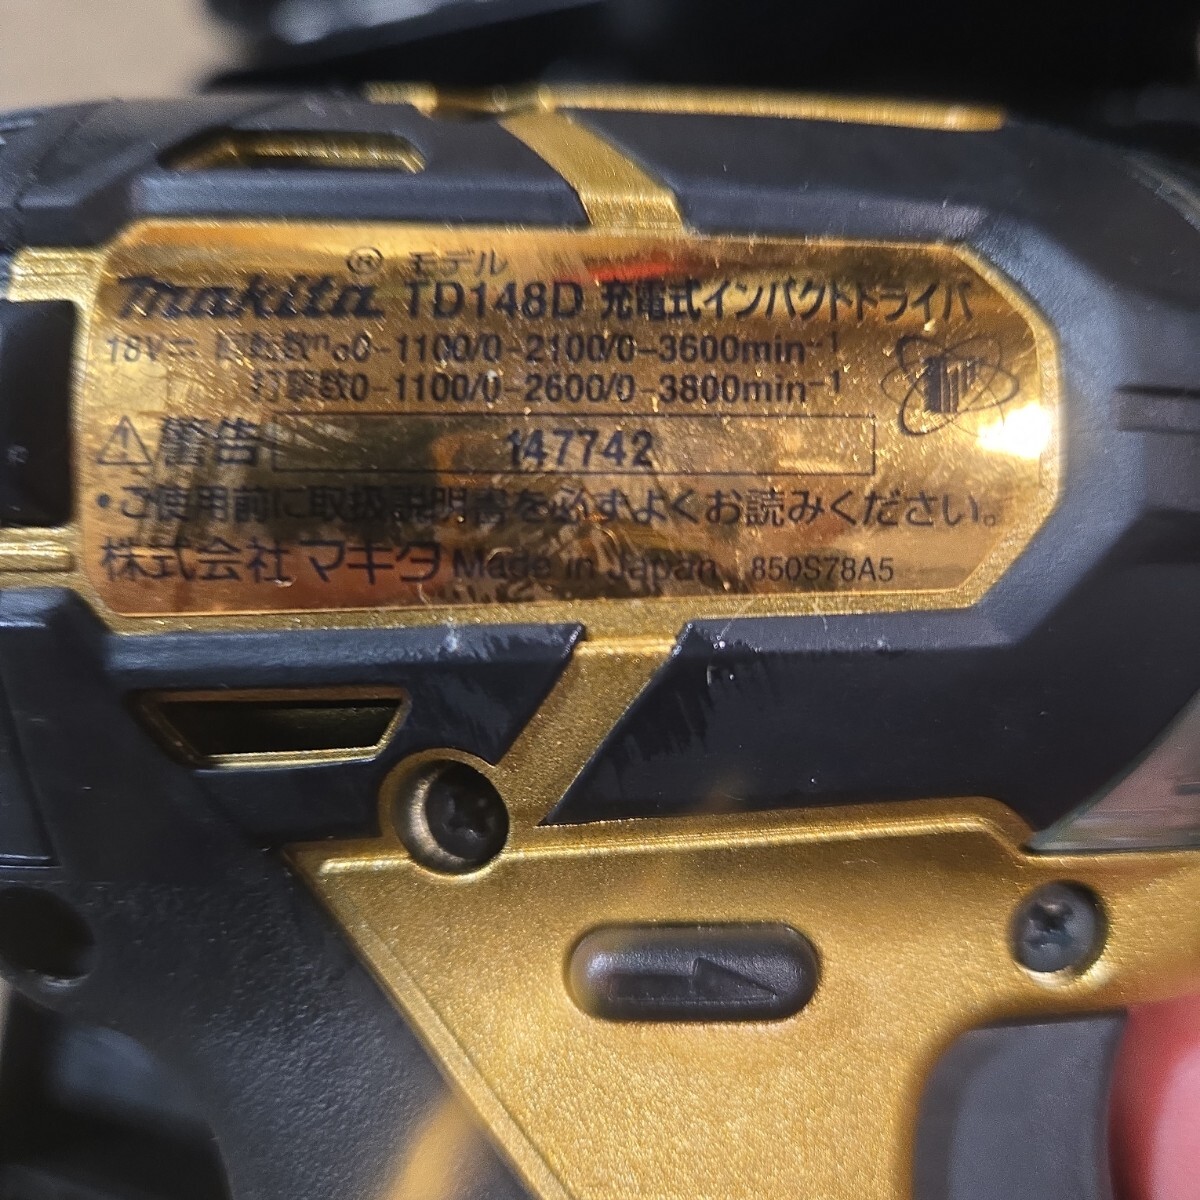 makita® モデル TD148D 充電式インパクトドライバ
18V⎓ 回転数n₀0-1100/0-2100/0-3600min⁻¹
打撃数0-1100/0-2600/0-3800min⁻¹
⚠警告 147742
・ご使用前に取扱説明書を必ずよくお読みください。
株式会社 マキタ Made in Japan 850S78A5